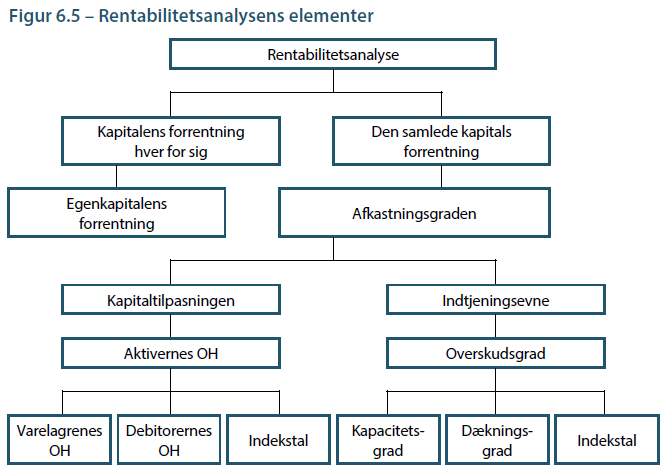 Figur 6.5 – Rentabilitetsanalysens elementer
Rentabilitetsanalyse
Kapitalens forrentning
hver for sig
Den samlede kapitals
forrentning
Egenkapitalens
forrentning
Afkastningsgraden
Kapitaltilpasningen
Indtjeningsevne
Aktivernes OH
Overskudsgrad
Varelagrenes
OH
Debitorernes
OH
Indekstal
Kapacitets-
grad
Dæknings-
grad
Indekstal